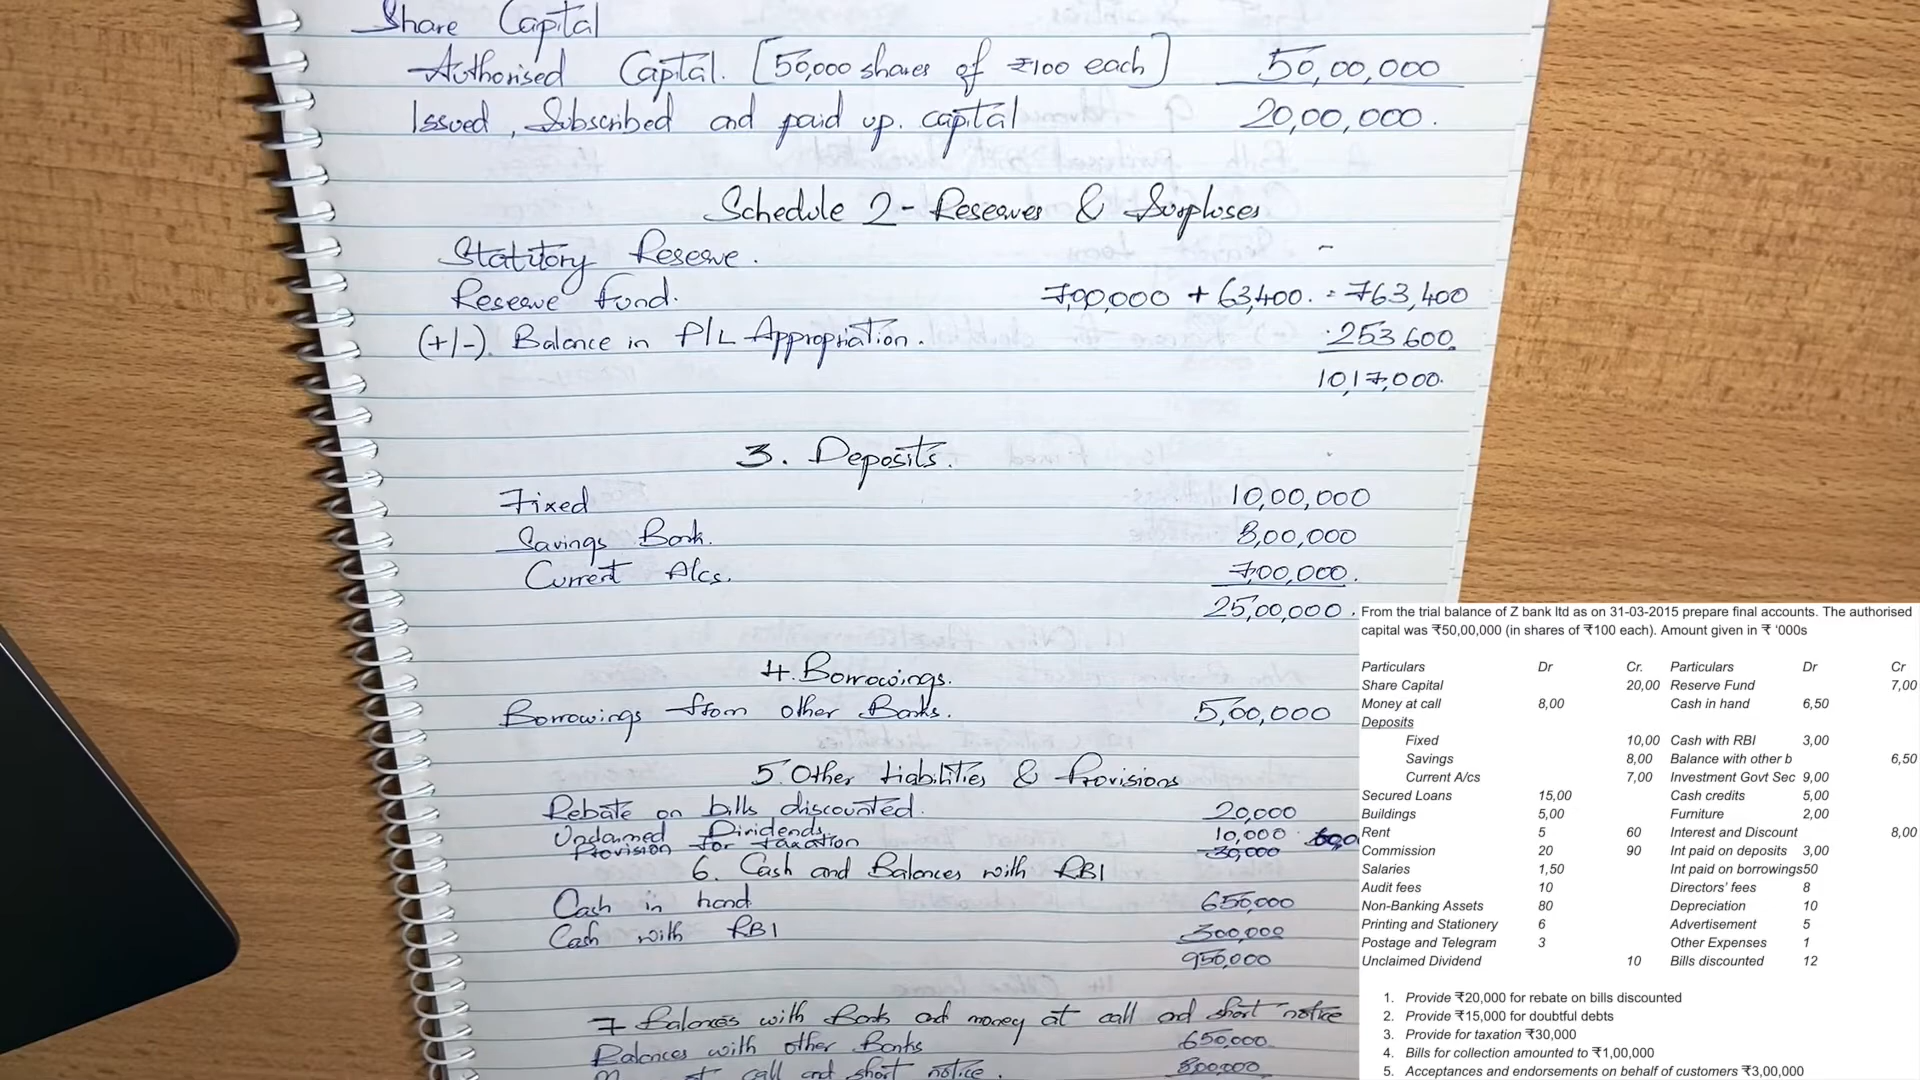 Share Capital
Authorised Capital. [50,000 shares of ₹100 each] 50,00,000
Issued, Subscribed and paid up. capital 20,00,000.
Schedule 2 - Reserves & Surpluses
Statutory Reserve. -
Reserve Fund. 7,00,000 + 63,400. = 763,400
(+/-) Balance in P/L Appropriation. 253600.
10,17,000.
3. Deposits.
Fixed 10,00,000
Savings Bank. 8,00,000
Current A/cs. 7,00,000.
25,00,000.
4. Borrowings.
Borrowings from other Banks. 5,00,000
5. Other Liabilities & Provisions
Rebate on bills discounted. 20,000
Unclaimed Dividends 10,000
Provision for taxation 30,000
6. Cash and Balances with RBI
Cash in hand 650,000
Cash with RBI 300,000
950,000
7 Balances with Bank and money at call and short notice
Balances with other Banks 650,000
at call and short notice. 800,000
From the trial balance of Z bank ltd as on 31-03-2015 prepare final accounts. The authorised
capital was ₹50,00,000 (in shares of ₹100 each). Amount given in ₹ '000s
Particulars Dr Cr. Particulars Dr Cr
Share Capital 20,00 Reserve Fund 7,00
Money at call 8,00 Cash in hand 6,50
Deposits
Fixed 10,00 Cash with RBI 3,00
Savings 8,00 Balance with other b 6,50
Current A/cs 7,00 Investment Govt Sec 9,00
Secured Loans 15,00 Cash credits 5,00
Buildings 5,00 Furniture 2,00
Rent 5 60 Interest and Discount 8,00
Commission 20 90 Int paid on deposits 3,00
Salaries 1,50 Int paid on borrowings50
Audit fees 10 Directors' fees 8
Non-Banking Assets 80 Depreciation 10
Printing and Stationery 6 Advertisement 5
Postage and Telegram 3 Other Expenses 1
Unclaimed Dividend 10 Bills discounted 12
1. Provide ₹20,000 for rebate on bills discounted
2. Provide ₹15,000 for doubtful debts
3. Provide for taxation ₹30,000
4. Bills for collection amounted to ₹1,00,000
5. Acceptances and endorsements on behalf of customers ₹3,00,000